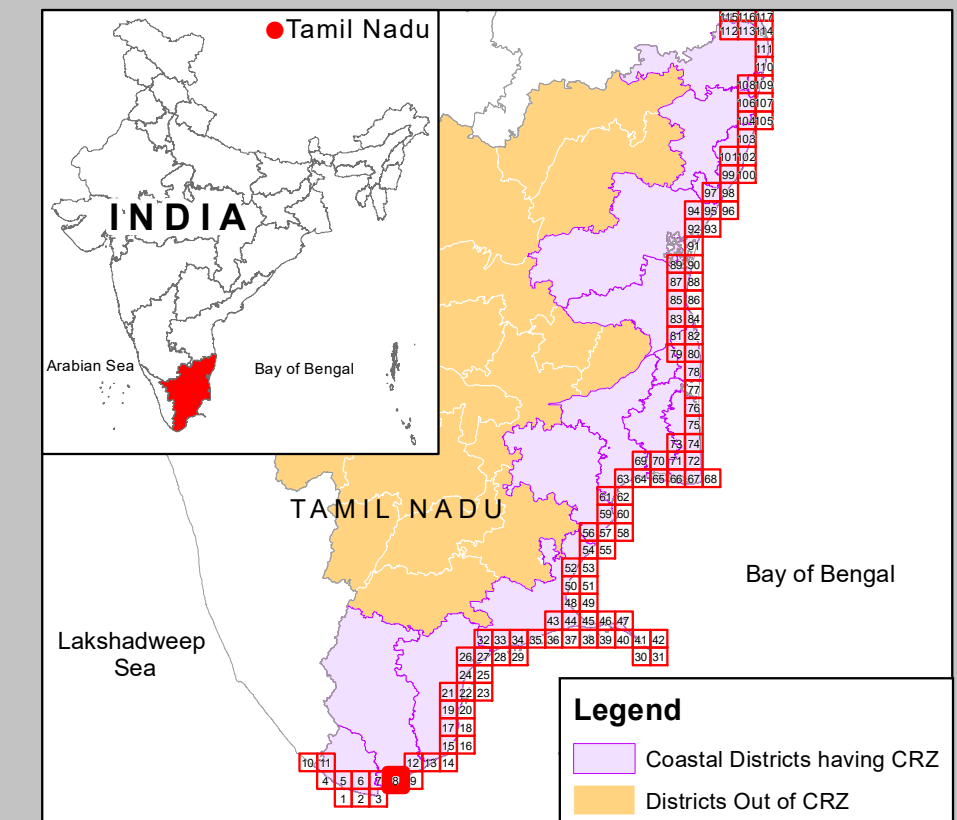 Tamil Nadu
INDIA
Arabian Sea
Bay of Bengal
115 116 117
112 113 114
111
110
108 109
106 107
104 105
103
101 102
99 100
97 98
94 95 96
92 93
91
89 90
87 88
85 86
83 84
81 82
79 80
78
77
76
75
73 74
69 70 71 72
63 64 65 66 67 68
61 62
TAMIL NADU
59 60
56 57 58
54 55
52 53
Bay of Bengal
50 51
48 49
43 44 45 46 47
Lakshadweep
Sea
32 33 34 35 36 37 38 39 40 41 42
26 27 28 29 30 31
24 25
21 22 23
19 20
17 18
15 16
10 11 12 13 14
4 5 6 7 8 9
1 2 3
Legend
Coastal Districts having CRZ
Districts Out of CRZ